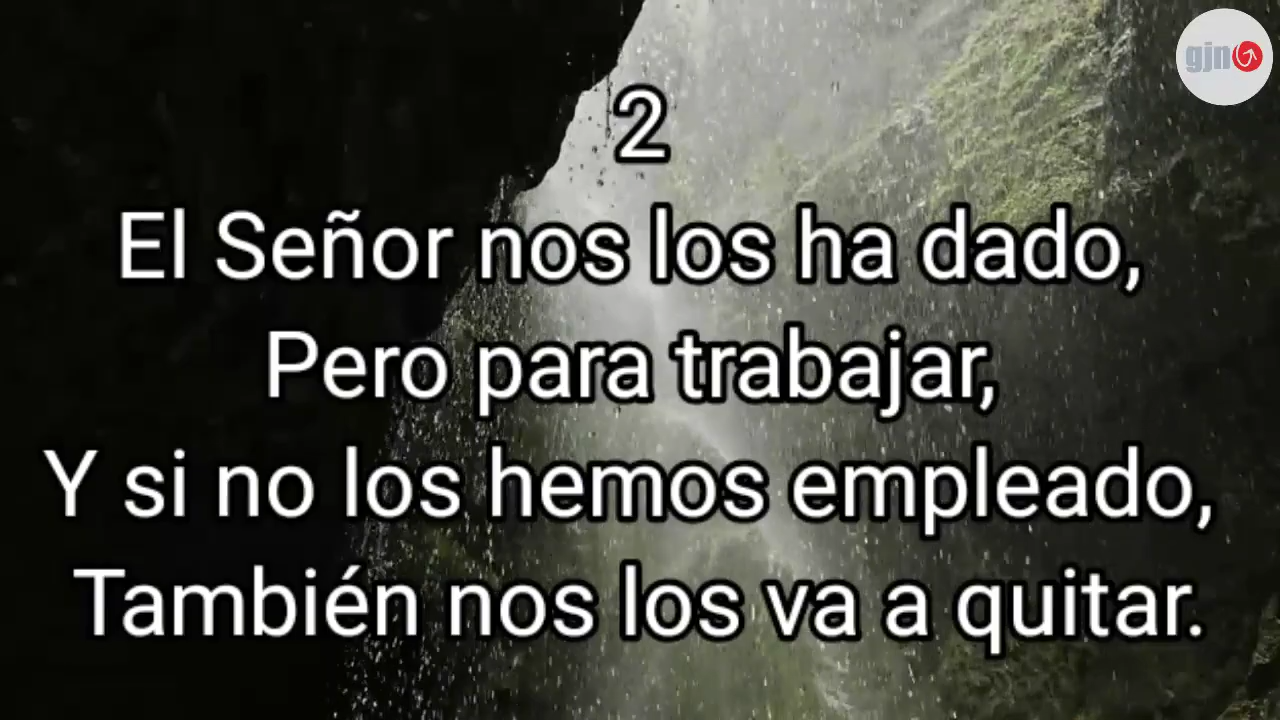 gjn
2
El Señor nos los ha dado,
Pero para trabajar,
Y si no los hemos empleado,
También nos los va a quitar.